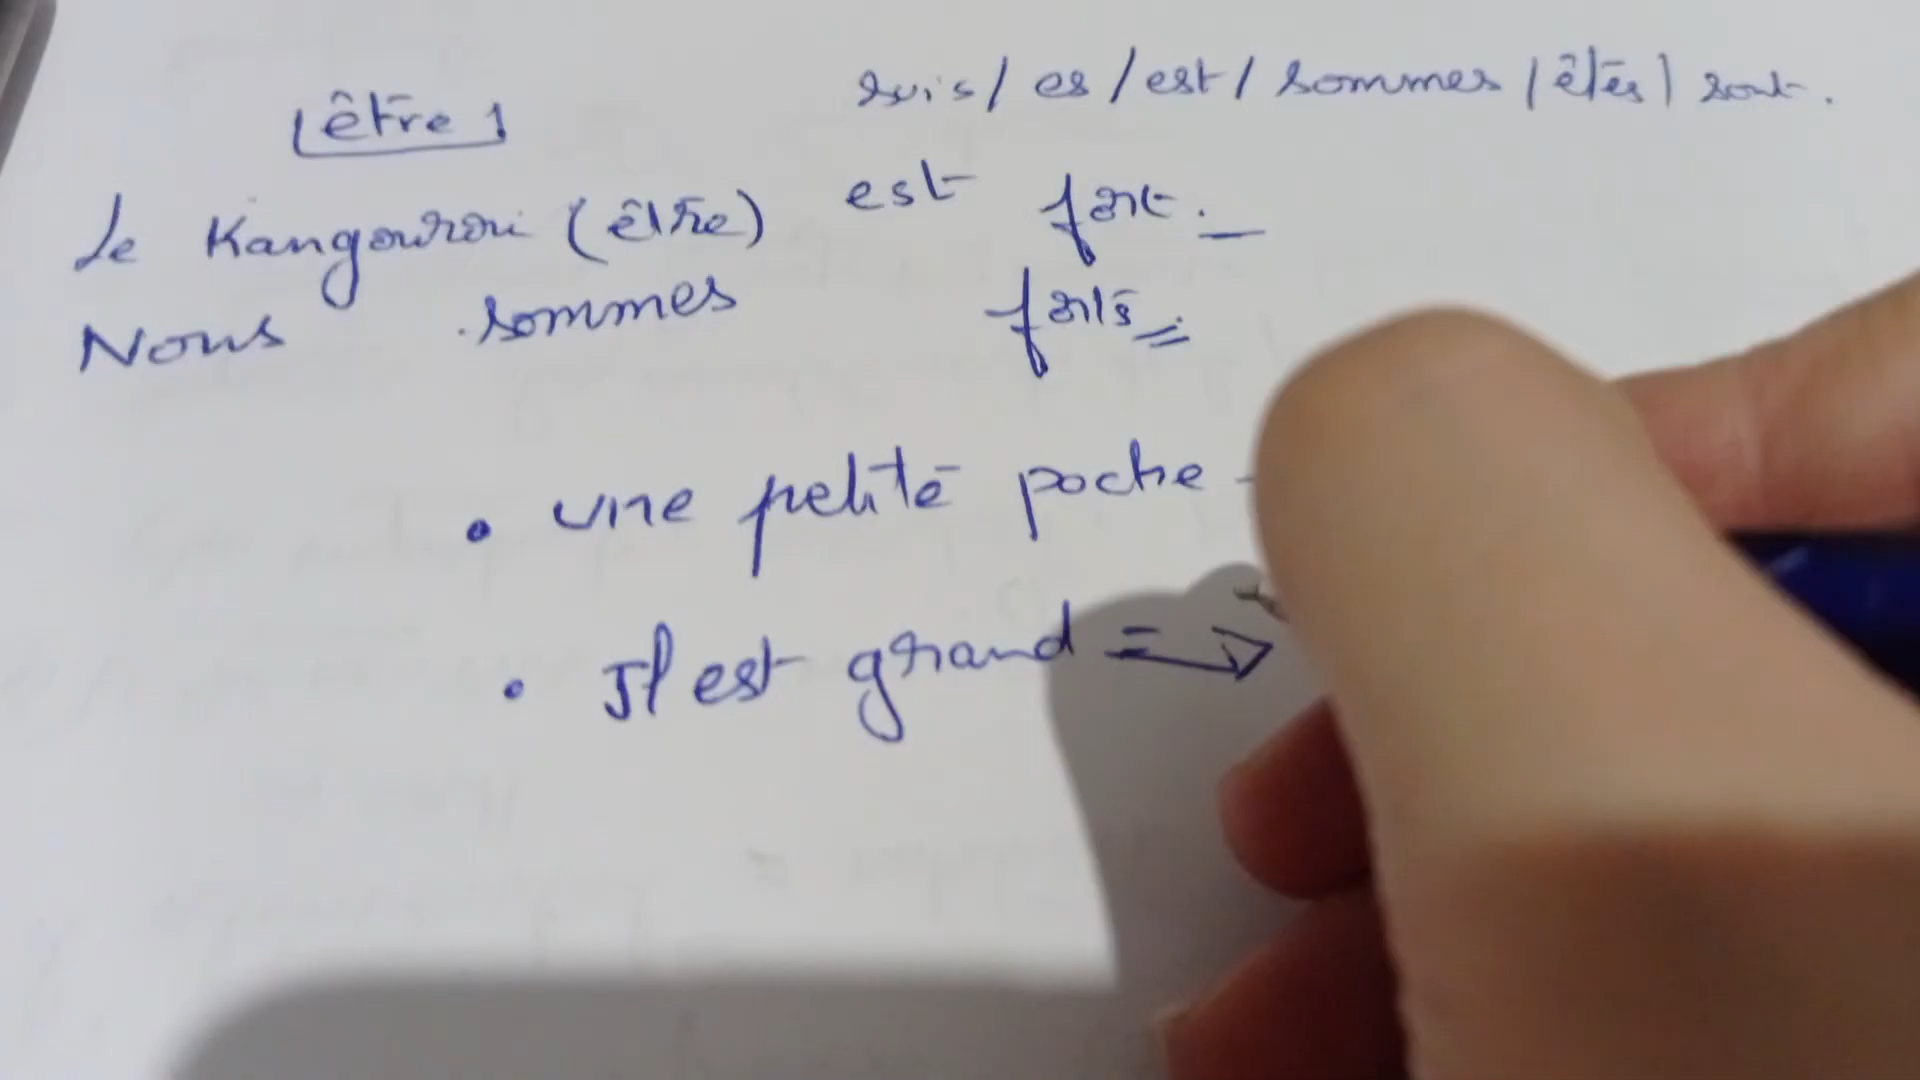 être
suis / es / est / sommes / êtes / sont.
Le Kangourou (être) est fort.
Nous sommes forts.
• une petite poche -
• Il est grand =>